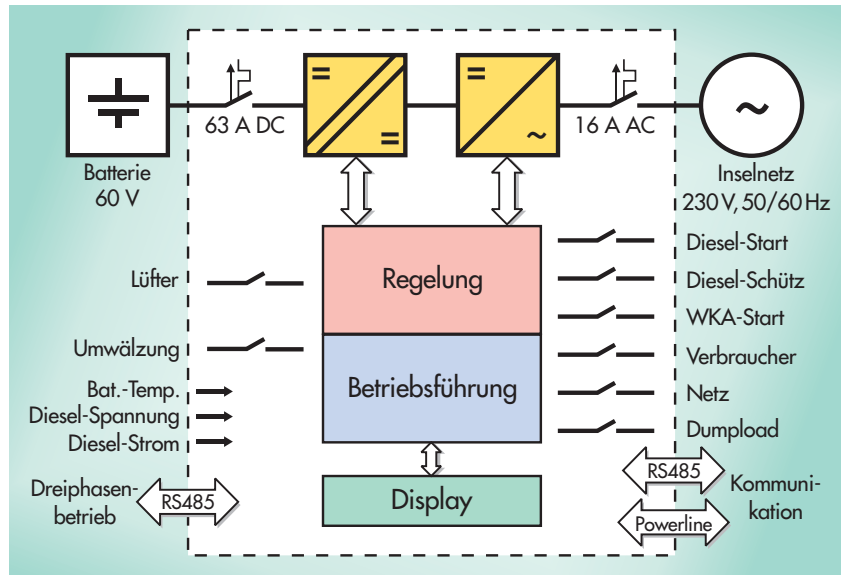 =
=
=
~
~
63 A DC
16 A AC
Batterie
60 V
Inselnetz
230 V, 50/60 Hz
Lüfter
Umwälzung
Bat.-Temp.
Diesel-Spannung
Diesel-Strom
Dreiphasen-
betrieb
RS485
Regelung
Betriebsführung
Display
Diesel-Start
Diesel-Schütz
WKA-Start
Verbraucher
Netz
Dumpload
RS485
Powerline
Kommuni-
kation